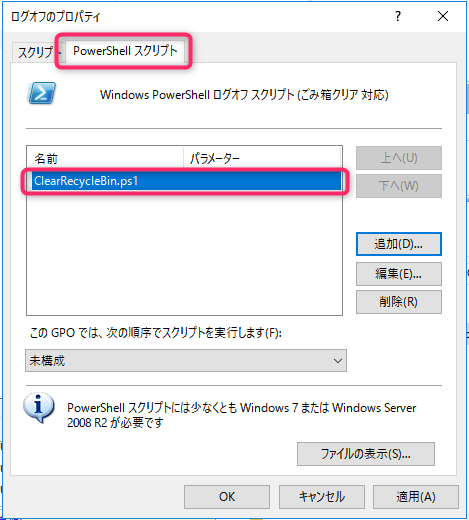 ログオフのプロパティ
スクリプト
PowerShell スクリプト
Windows PowerShell ログオフ スクリプト (ごみ箱クリア 対応)
名前 パラメーター
ClearRecycleBin.ps1
上へ(U)
下へ(W)
追加(D)...
編集(E)...
削除(R)
この GPO では、次の順序でスクリプトを実行します(F):
未構成
PowerShell スクリプトには少なくとも Windows 7 または Windows Server
2008 R2 が必要です
ファイルの表示(S)...
OK キャンセル 適用(A)